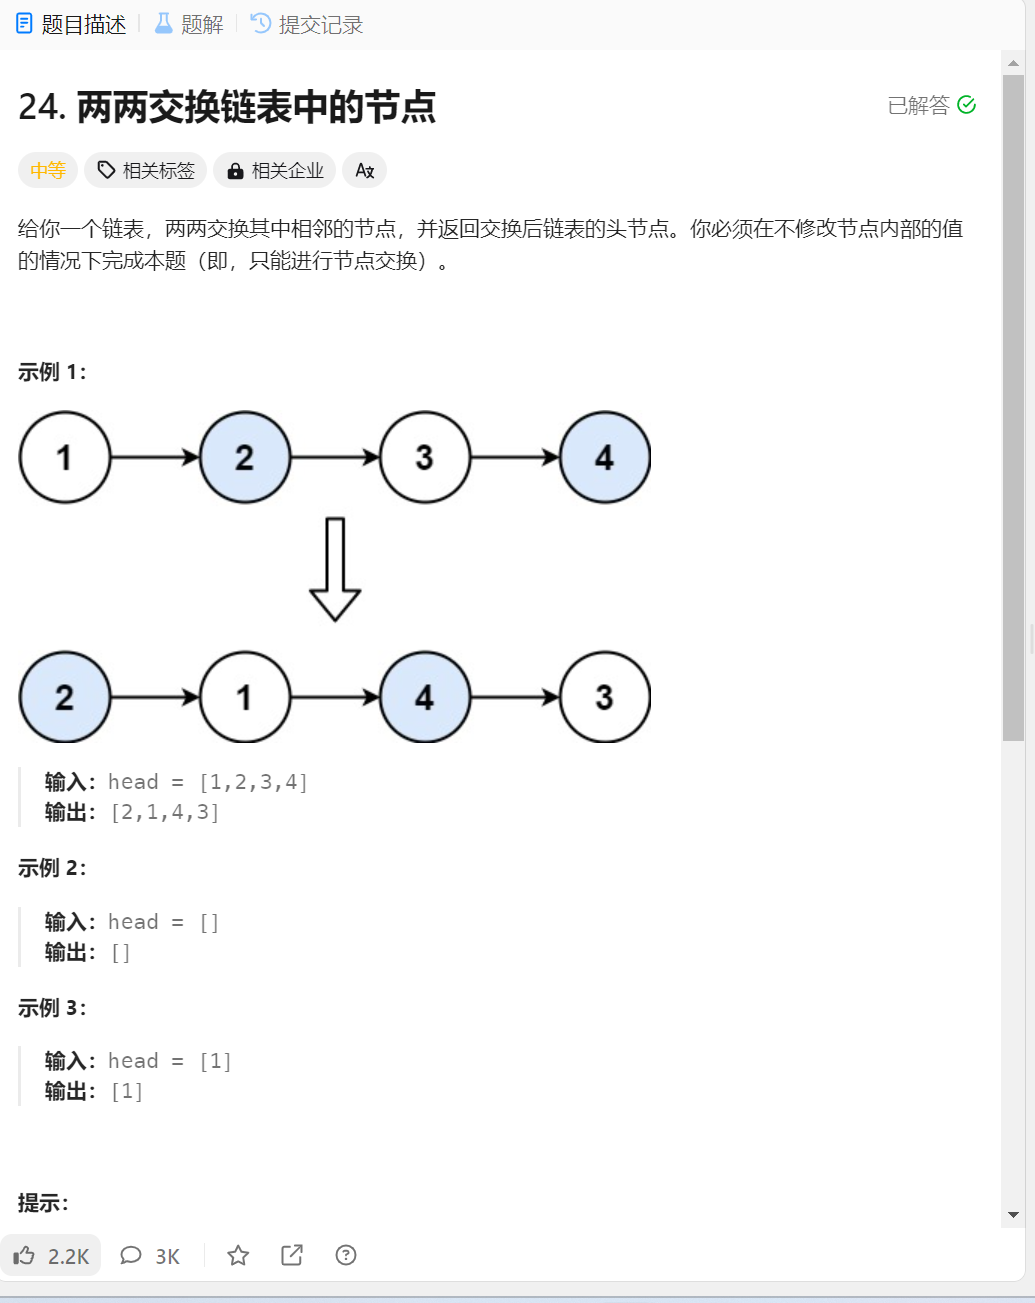 题目描述 题解 提交记录
24. 两两交换链表中的节点
已解答
中等 相关标签 相关企业 Aあ
给你一个链表，两两交换其中相邻的节点，并返回交换后链表的头节点。你必须在不修改节点内部的值
的情况下完成本题（即，只能进行节点交换）。
示例 1：
1 2 3 4
2 1 4 3
输入：head = [1,2,3,4]
输出：[2,1,4,3]
示例 2：
输入：head = []
输出：[]
示例 3：
输入：head = [1]
输出：[1]
提示：
2.2K 3K